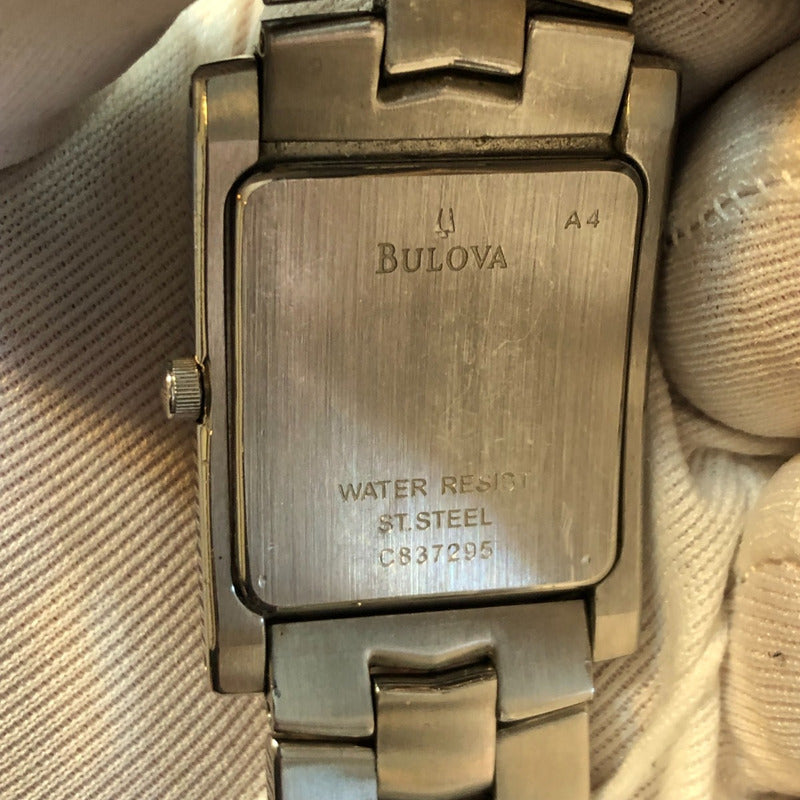 A4
BULOVA
WATER RESIST
ST.STEEL
C837295